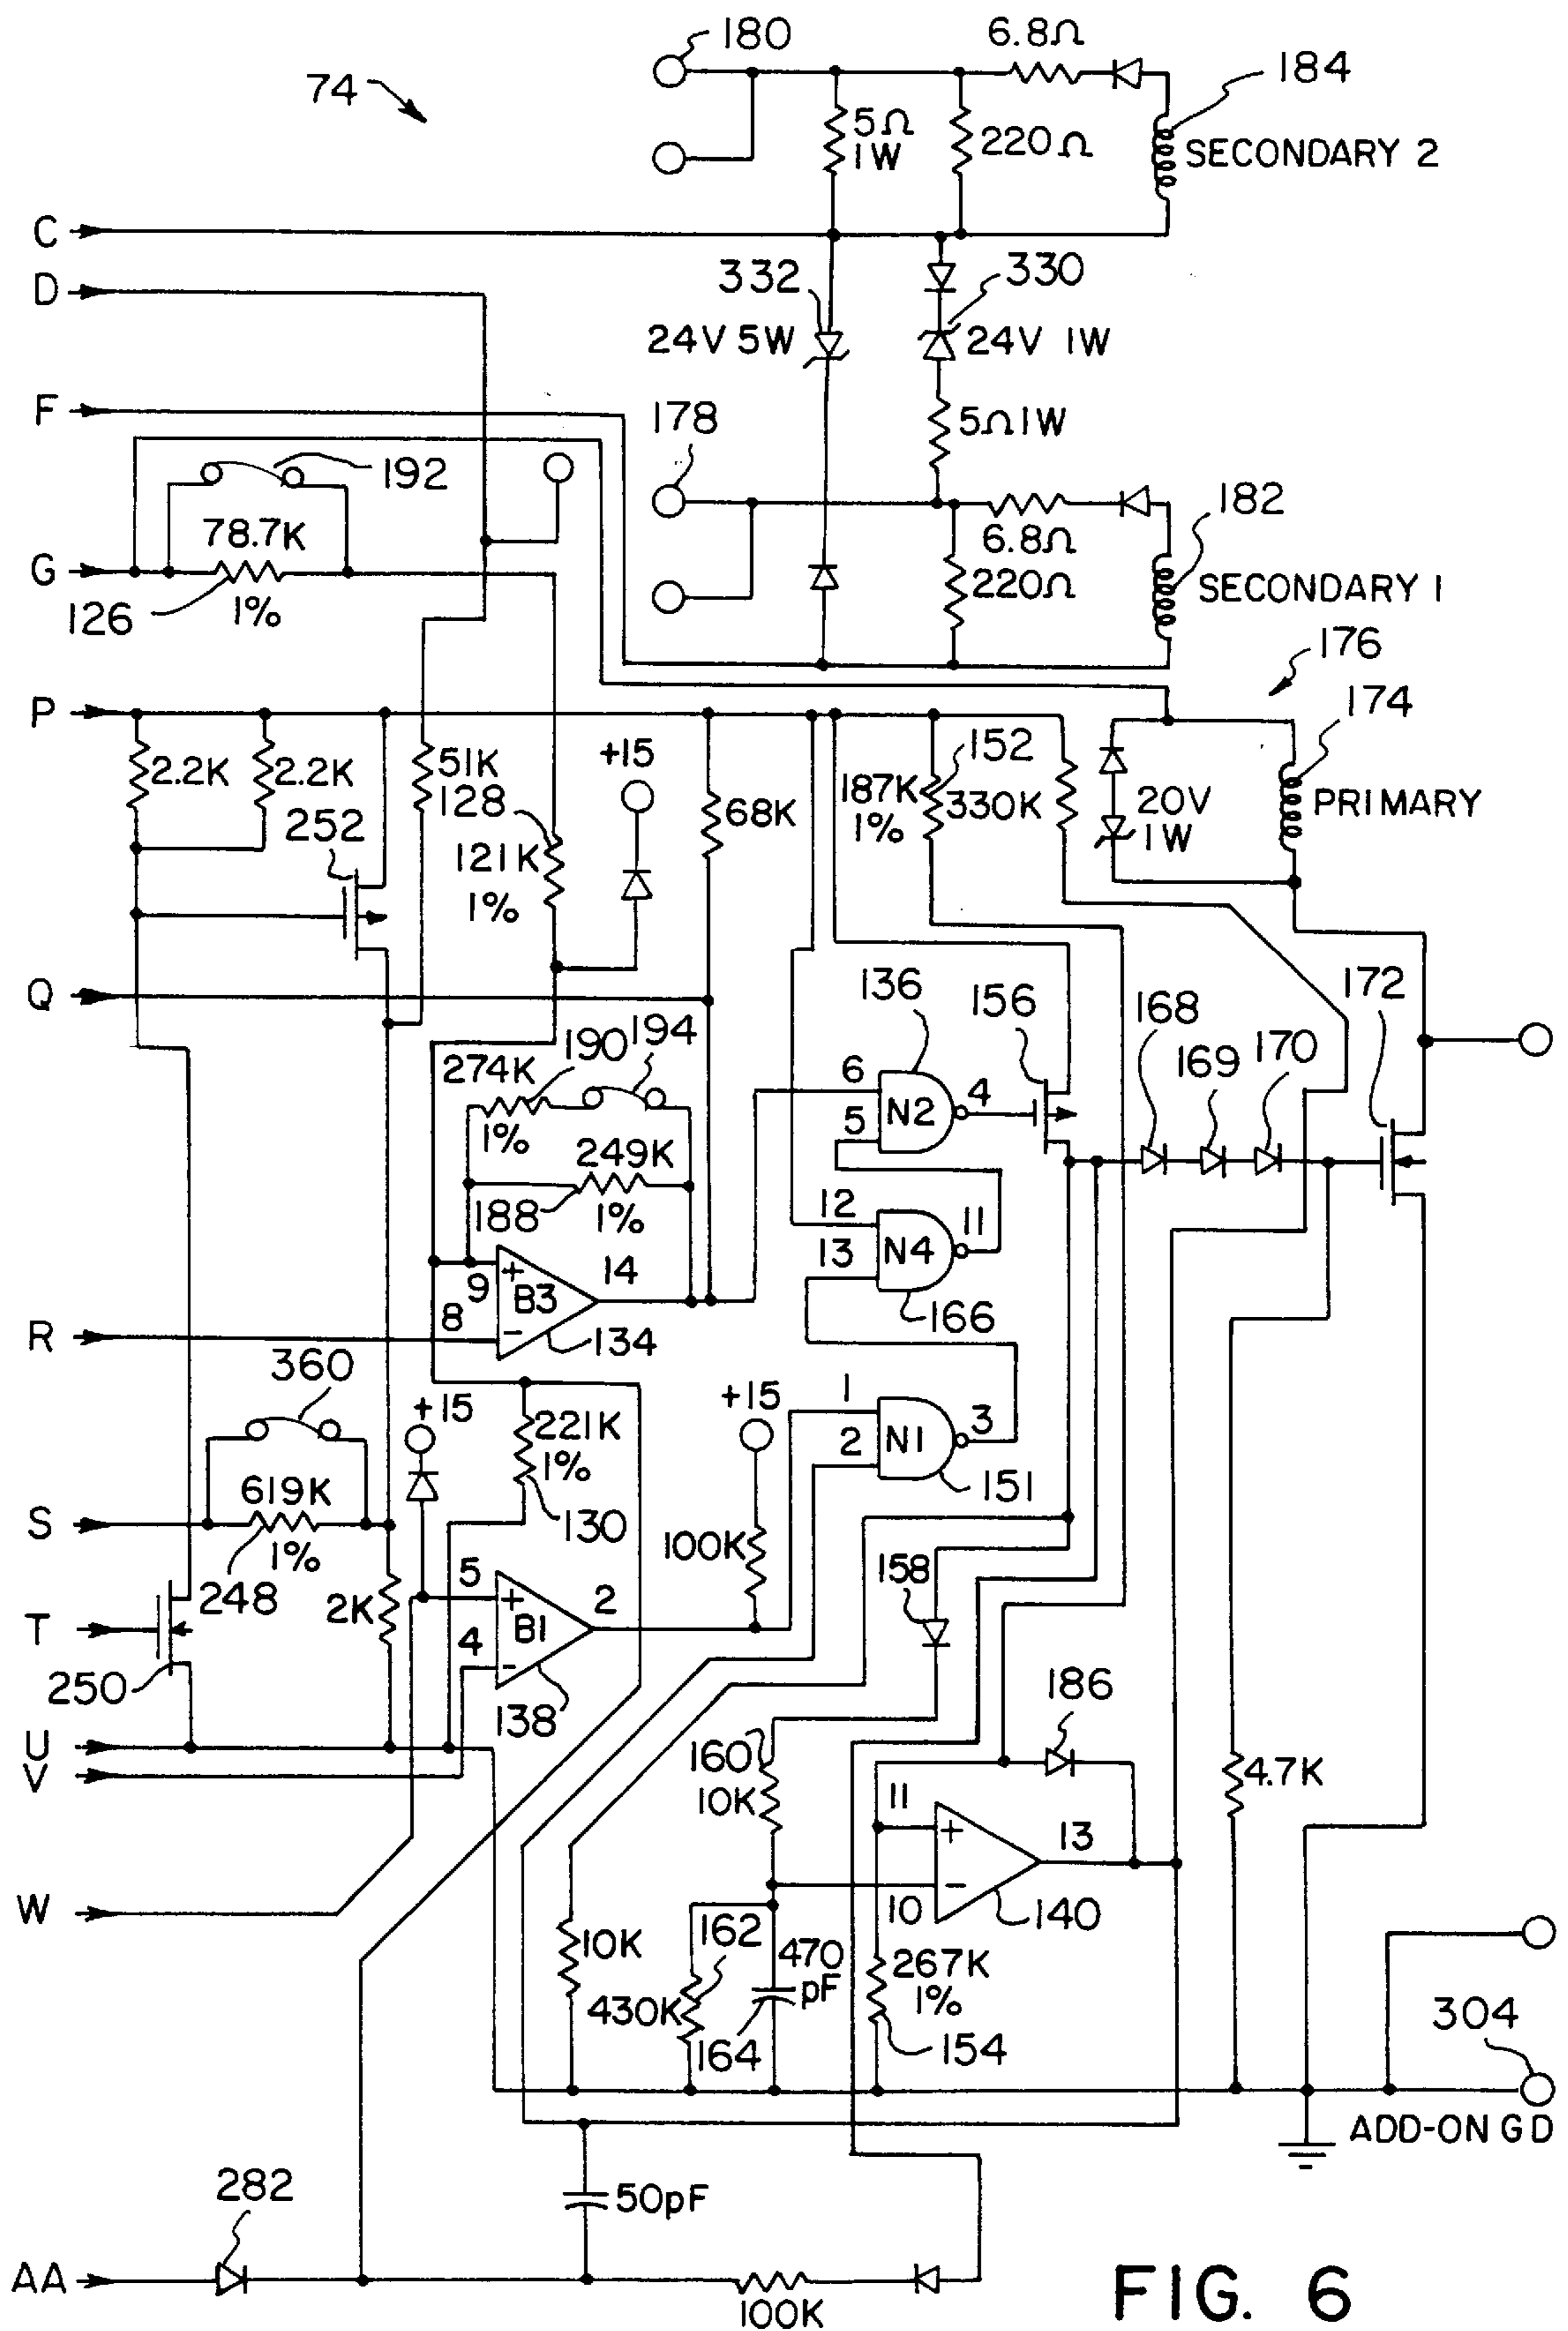 180
6.8Ω
184
74
5Ω
1W
220Ω
SECONDARY 2
C
D
332
330
24V 5W
24V 1W
F
178
5Ω1W
192
182
78.7K
6.8Ω
G
126
1%
220Ω
SECONDARY 1
176
P
174
2.2K
2.2K
51K
+15
152
128
68K
187K
1%
330K
20V
1W
PRIMARY
252
121K
1%
136
156
172
Q
168
169
170
190
194
274K
1%
6
5
N2
4
249K
1%
188
12
13
N4
11
9
8
+
-
B3
14
166
R
134
360
+15
+15
1
2
N1
3
221K
1%
151
619K
1%
130
S
100K
158
248
5
4
+
-
B1
2
2K
T
250
138
186
U
V
160
10K
4.7K
11
+
-
13
10
W
140
10K
162
470
pF
267K
1%
430K
164
154
304
ADD-ON GD
282
50pF
AA
100K
FIG. 6